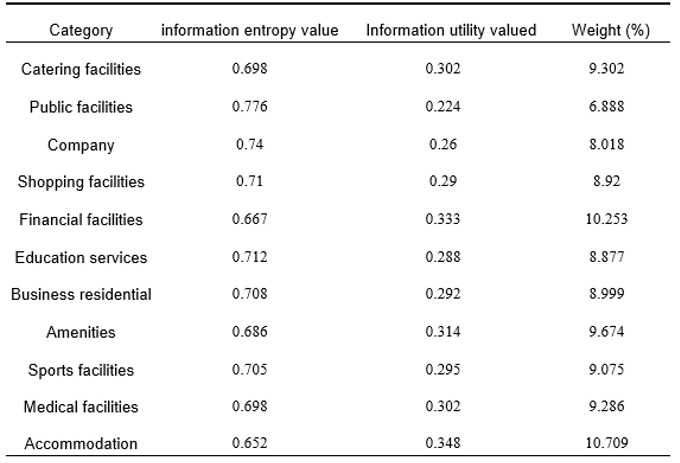 Category information entropy value Information utility valued Weight (%)
Catering facilities 0.698 0.302 9.302
Public facilities 0.776 0.224 6.888
Company 0.74 0.26 8.018
Shopping facilities 0.71 0.29 8.92
Financial facilities 0.667 0.333 10.253
Education services 0.712 0.288 8.877
Business residential 0.708 0.292 8.999
Amenities 0.686 0.314 9.674
Sports facilities 0.705 0.295 9.075
Medical facilities 0.698 0.302 9.286
Accommodation 0.652 0.348 10.709